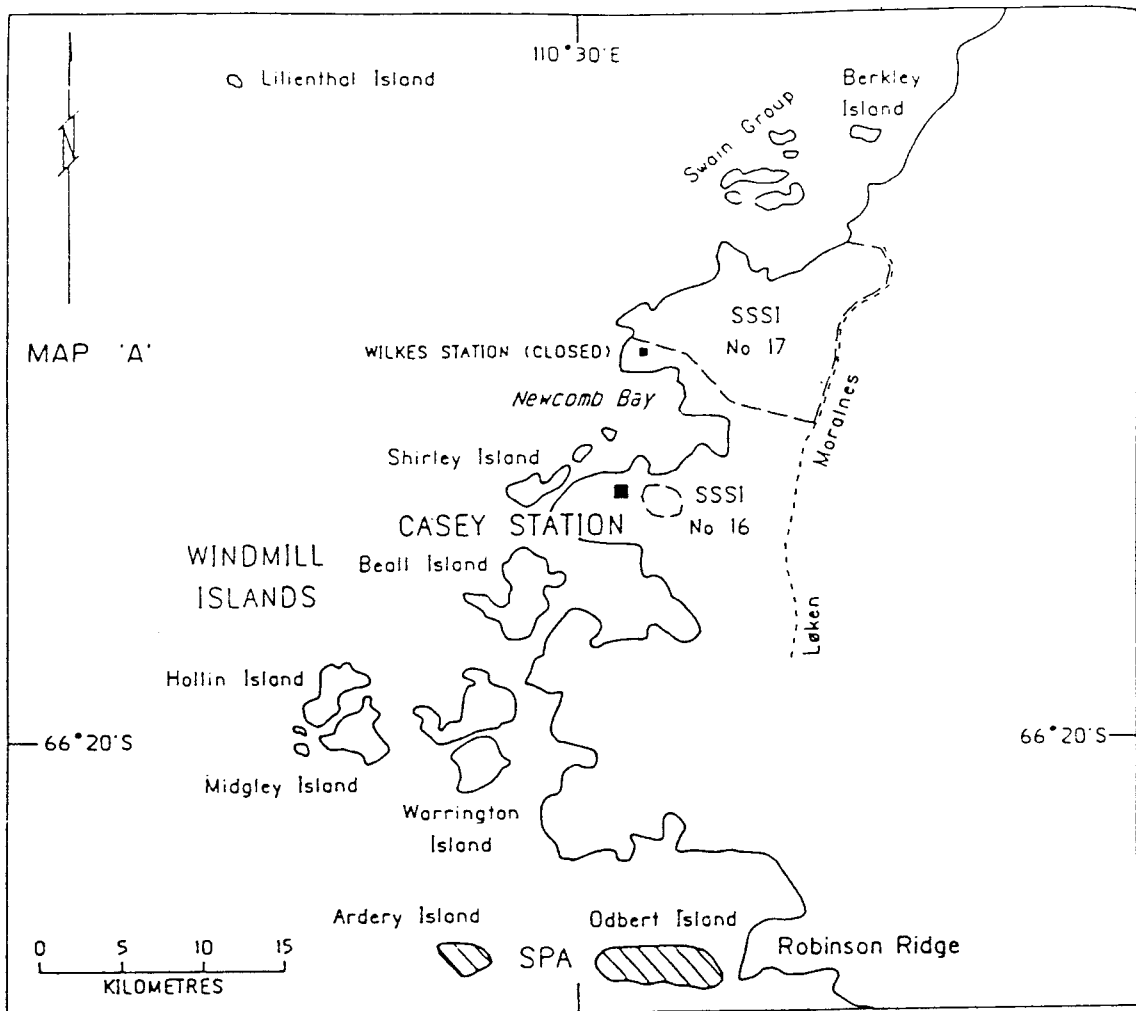 110°30'E
Lilienthal Island
Berkley
Island
Swain Group
MAP 'A'
SSSI
No 17
WILKES STATION (CLOSED)
Newcomb Bay
Moraines
Shirley Island
SSSI
No 16
CASEY STATION
WINDMILL
ISLANDS
Beall Island
Løken
Hollin Island
66°20'S
66°20'S
Midgley Island
Warrington
Island
Ardery Island
Odbert Island
SPA
Robinson Ridge
0 5 10 15
KILOMETRES